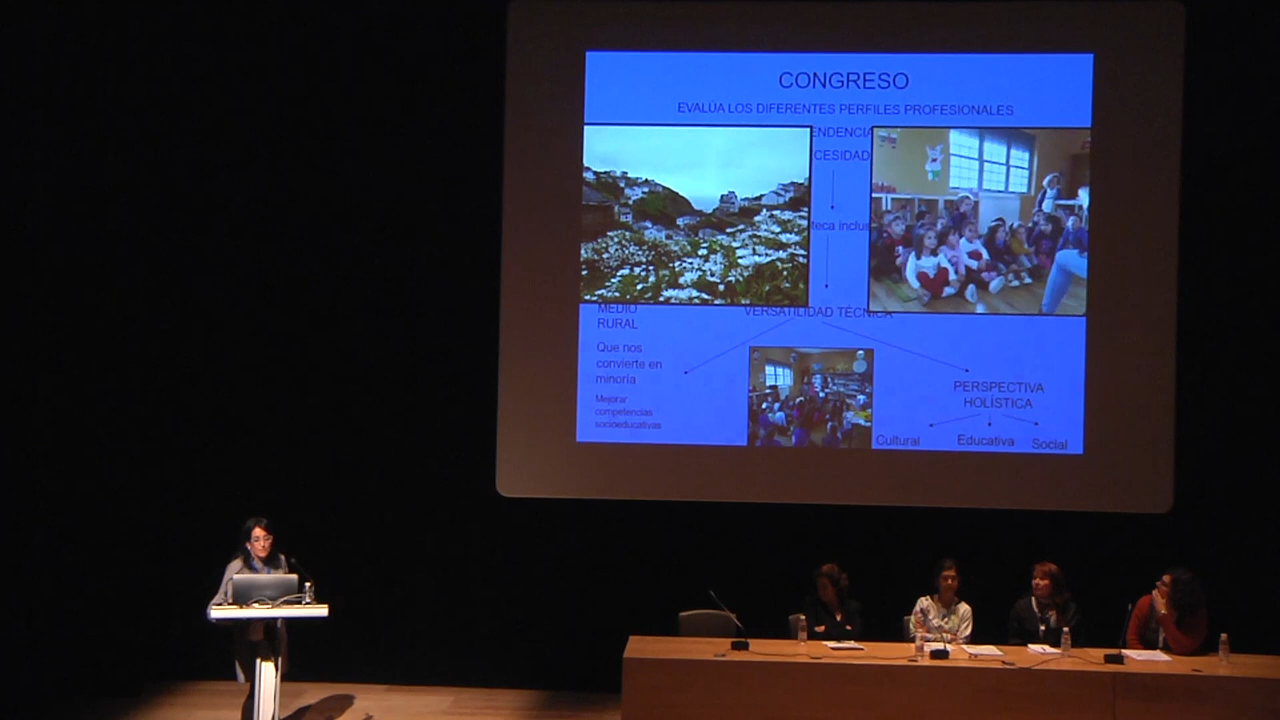 CONGRESO
EVALÚA LOS DIFERENTES PERFILES PROFESIONALES
ENDENCIA
CESIDAD
teca inclus
VERSATILIDAD TÉCNICA
MEDIO
RURAL
Que nos
convierte en
minoría
Mejorar
competencias
socioeducativas
PERSPECTIVA
HOLÍSTICA
Cultural Educativa Social